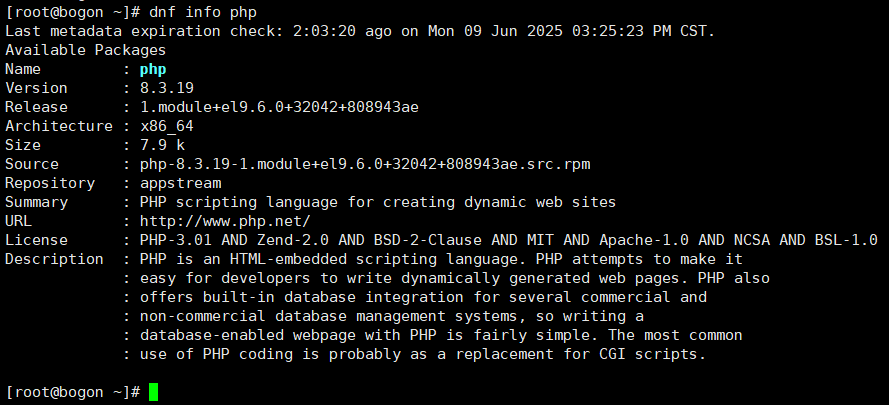 [root@bogon ~]# dnf info php
Last metadata expiration check: 2:03:20 ago on Mon 09 Jun 2025 03:25:23 PM CST.
Available Packages
Name         : php
Version      : 8.3.19
Release      : 1.module+el9.6.0+32042+808943ae
Architecture : x86_64
Size         : 7.9 k
Source       : php-8.3.19-1.module+el9.6.0+32042+808943ae.src.rpm
Repository   : appstream
Summary      : PHP scripting language for creating dynamic web sites
URL          : http://www.php.net/
License      : PHP-3.01 AND Zend-2.0 AND BSD-2-Clause AND MIT AND Apache-1.0 AND NCSA AND BSL-1.0
Description  : PHP is an HTML-embedded scripting language. PHP attempts to make it
             : easy for developers to write dynamically generated web pages. PHP also
             : offers built-in database integration for several commercial and
             : non-commercial database management systems, so writing a
             : database-enabled webpage with PHP is fairly simple. The most common
             : use of PHP coding is probably as a replacement for CGI scripts.
[root@bogon ~]#